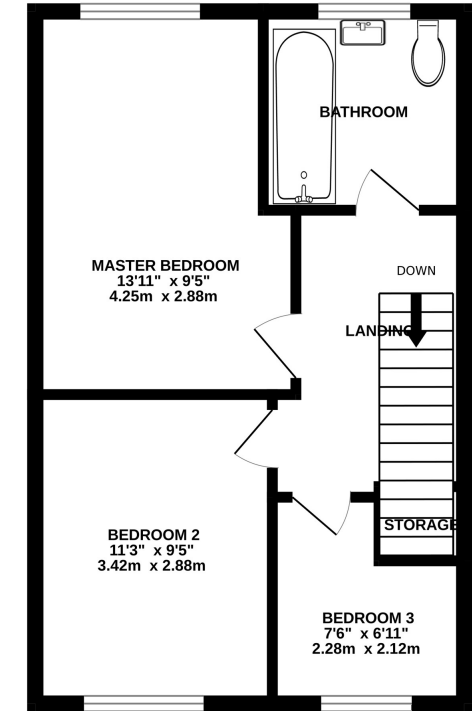 BATHROOM
MASTER BEDROOM
13'11" x 9'5"
4.25m x 2.88m
DOWN
LANDING
STORAGE
BEDROOM 2
11'3" x 9'5"
3.42m x 2.88m
BEDROOM 3
7'6" x 6'11"
2.28m x 2.12m